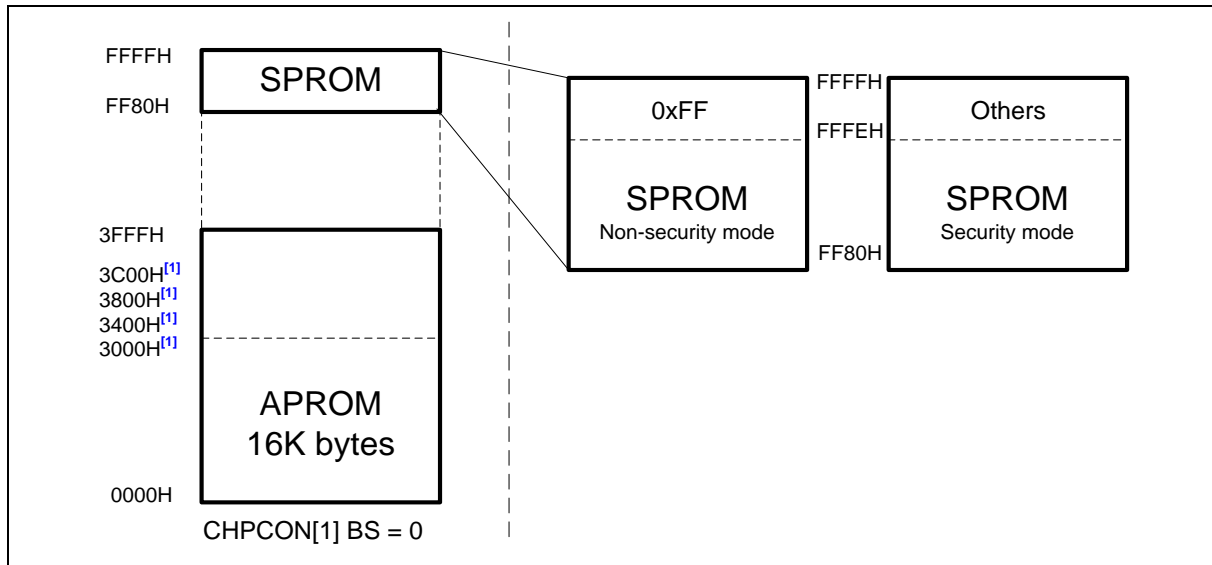 FFFFH
SPROM
FF80H
3FFFH
3C00H[1]
3800H[1]
3400H[1]
3000H[1]
APROM
16K bytes
0000H
CHPCON[1] BS = 0
0xFF
SPROM
Non-security mode
FFFFH
FFFEH
FF80H
Others
SPROM
Security mode